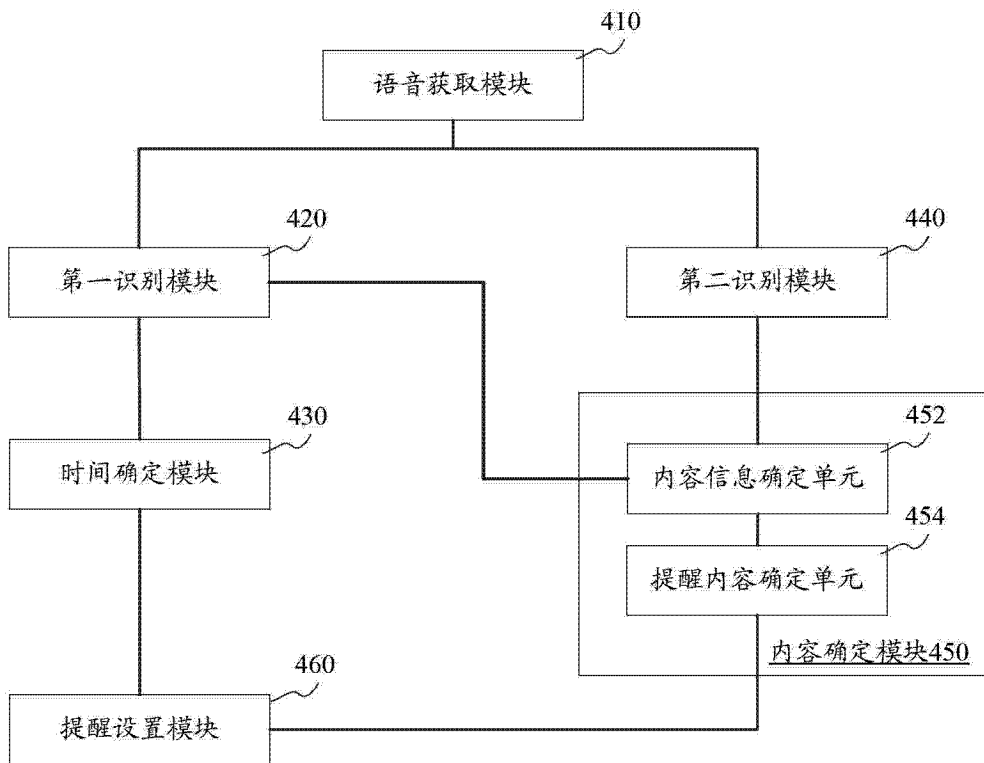 410
语音获取模块
420
440
第一识别模块
第二识别模块
430
452
时间确定模块
内容信息确定单元
454
提醒内容确定单元
内容确定模块450
460
提醒设置模块